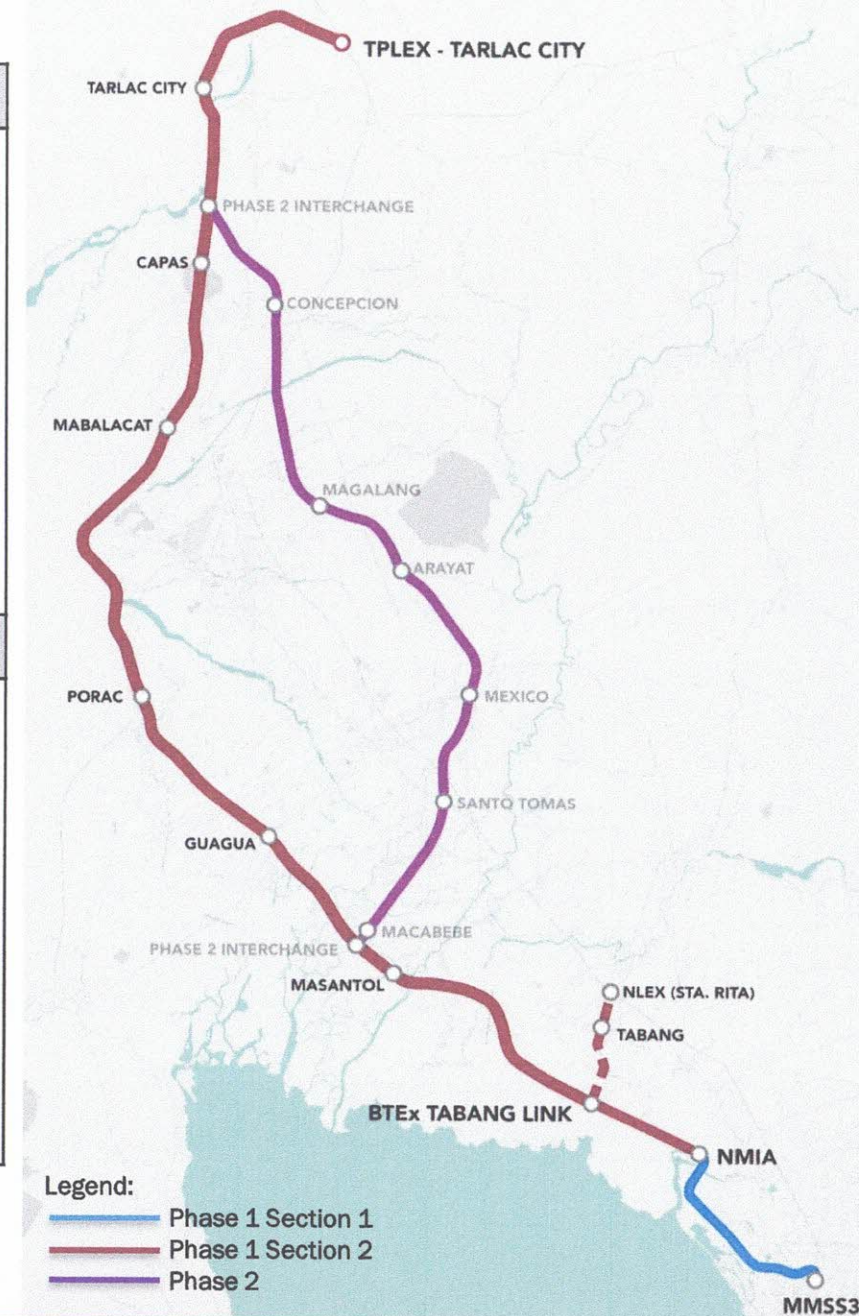 TPLEX - TARLAC CITY
TARLAC CITY
PHASE 2 INTERCHANGE
CAPAS
CONCEPCION
MABALACAT
MAGALANG
ARAYAT
PORAC
MEXICO
SANTO TOMAS
GUAGUA
MACABEBE
PHASE 2 INTERCHANGE
MASANTOL
NLEX (STA. RITA)
TABANG
BTEx TABANG LINK
NMIA
Legend:
Phase 1 Section 1
Phase 1 Section 2
Phase 2
MMSS3